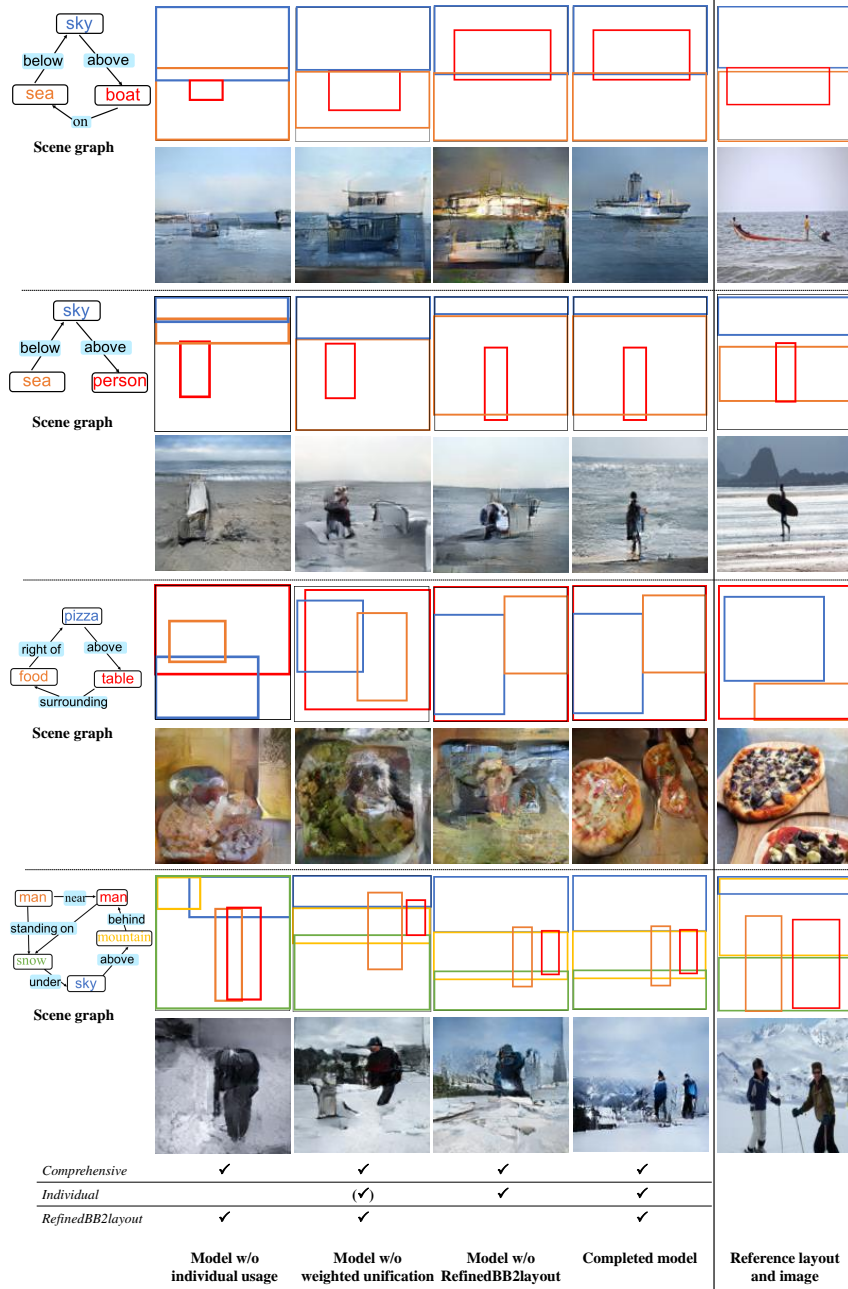 sky
below above
sea boat
on
Scene graph
sky
below above
sea person
Scene graph
pizza
right of above
food table
surrounding
Scene graph
man near man
standing on behind
mountain
snow above
under sky
Scene graph
Comprehensive ✓ ✓ ✓ ✓
Individual (✓) ✓ ✓
RefinedBB2layout ✓ ✓ ✓
Model w/o individual usage
Model w/o weighted unification
Model w/o RefinedBB2layout
Completed model
Reference layout and image